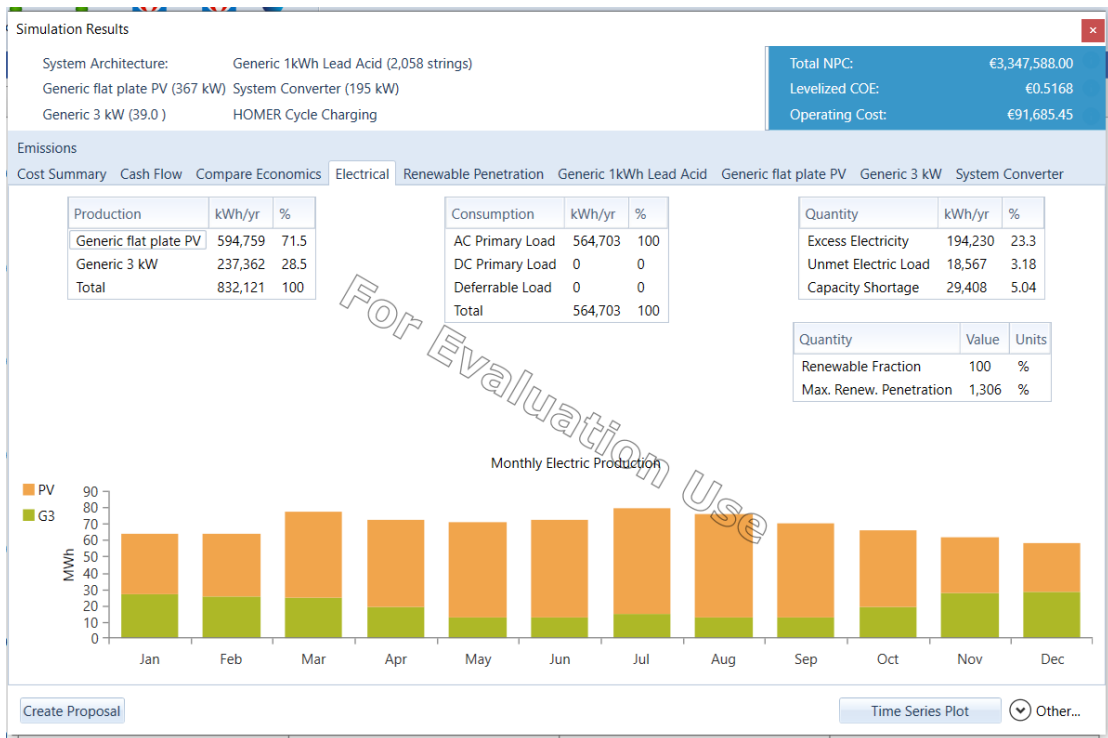 Simulation Results
System Architecture: Generic 1kWh Lead Acid (2,058 strings)
Generic flat plate PV (367 kW) System Converter (195 kW)
Generic 3 kW (39.0 ) HOMER Cycle Charging
Total NPC: €3,347,588.00
Levelized COE: €0.5168
Operating Cost: €91,685.45
Emissions
Cost Summary Cash Flow Compare Economics Electrical Renewable Penetration Generic 1kWh Lead Acid Generic flat plate PV Generic 3 kW System Converter
Production kWh/yr %
Generic flat plate PV 594,759 71.5
Generic 3 kW 237,362 28.5
Total 832,121 100
Consumption kWh/yr %
AC Primary Load 564,703 100
DC Primary Load 0 0
Deferrable Load 0 0
Total 564,703 100
Quantity kWh/yr %
Excess Electricity 194,230 23.3
Unmet Electric Load 18,567 3.18
Capacity Shortage 29,408 5.04
Quantity Value Units
Renewable Fraction 100 %
Max. Renew. Penetration 1,306 %
For Evaluation Use
Monthly Electric Production
PV
G3
MWh
90
80
70
60
50
40
30
20
10
0
Jan Feb Mar Apr May Jun Jul Aug Sep Oct Nov Dec
Create Proposal
Time Series Plot
Other...